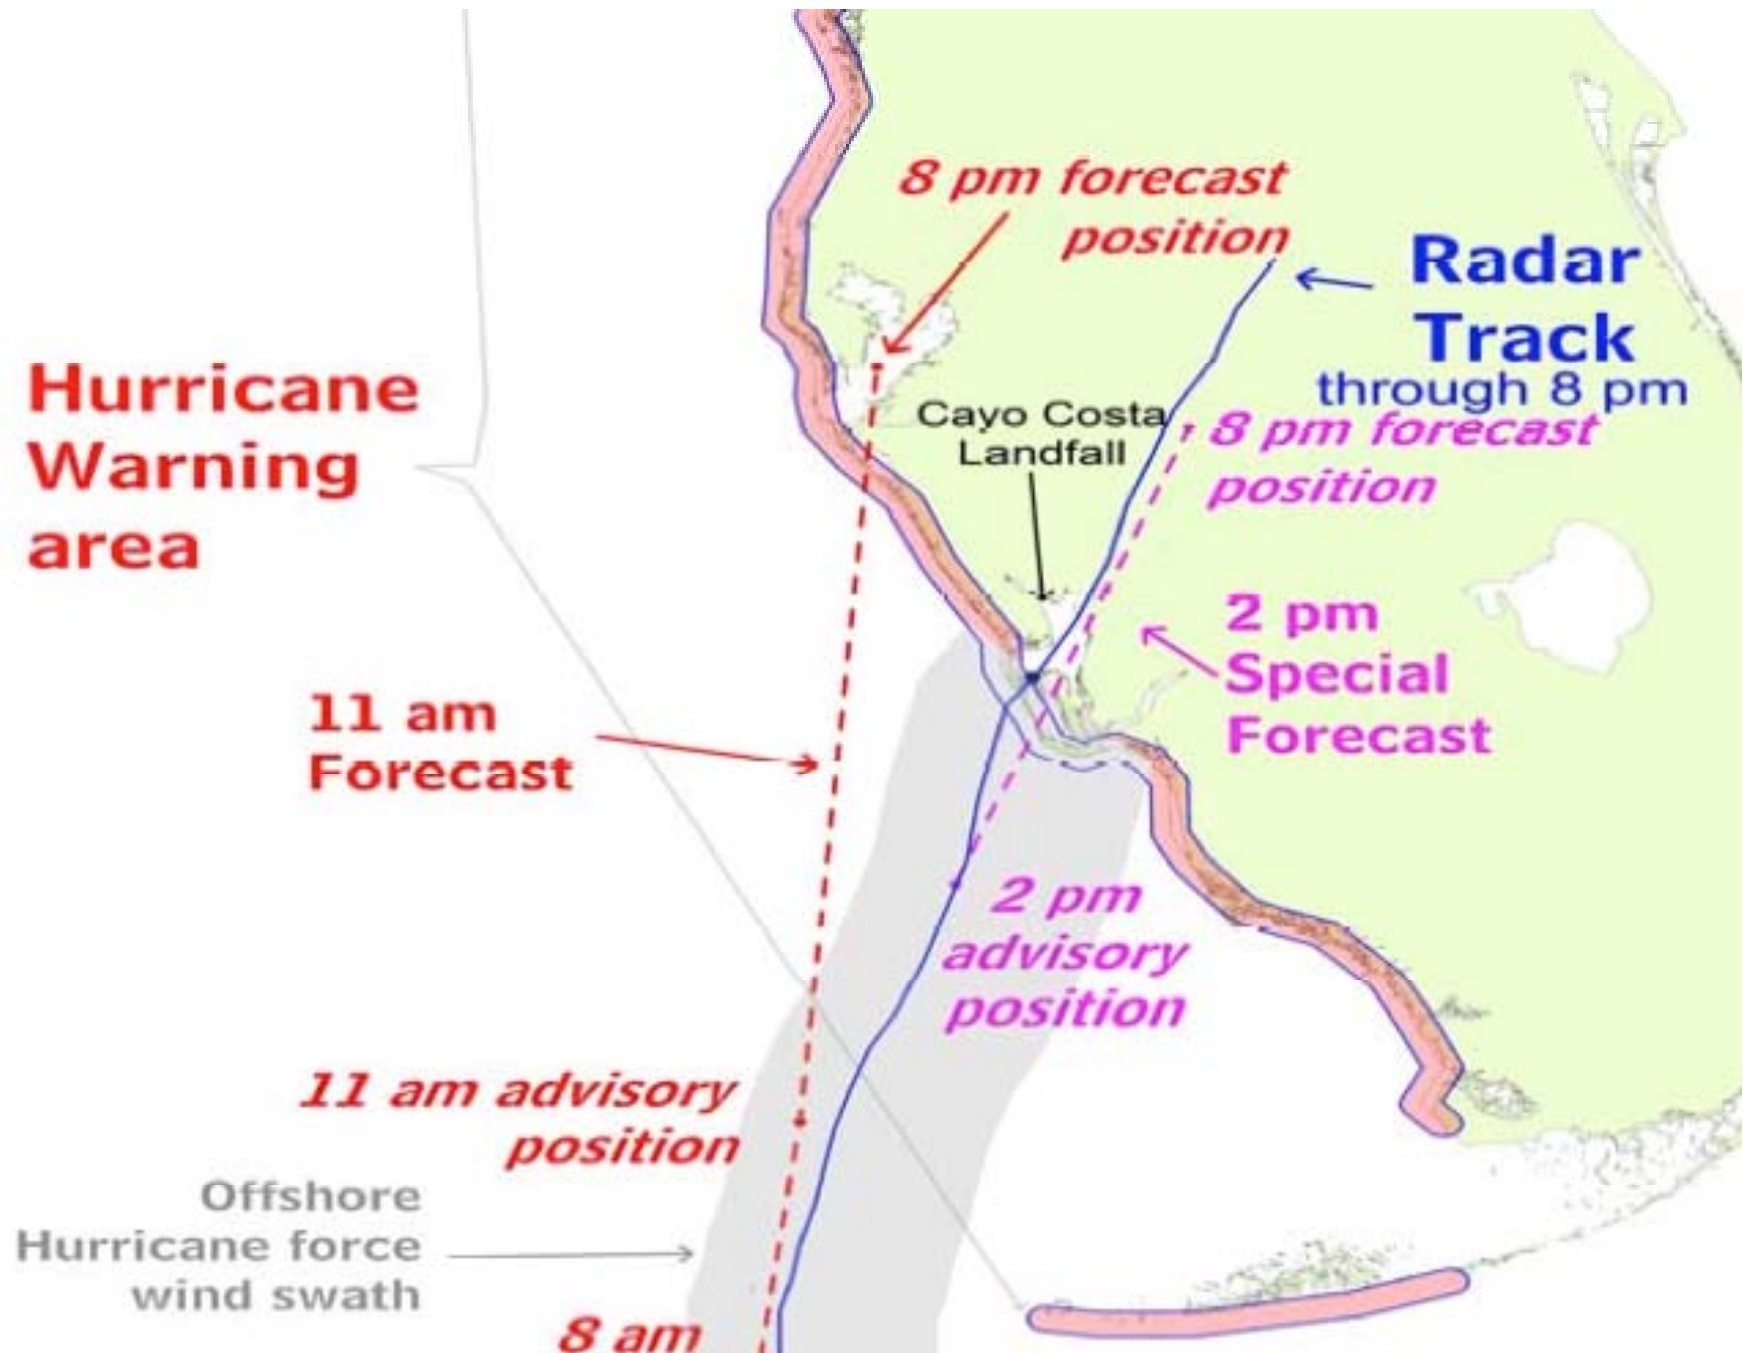 8 pm forecast
position
Radar
Track
through 8 pm
Hurricane
Warning
area
Cayo Costa
Landfall
8 pm forecast
position
2 pm
Special
Forecast
11 am
Forecast
2 pm
advisory
position
11 am advisory
position
Offshore
Hurricane force
wind swath
8 am